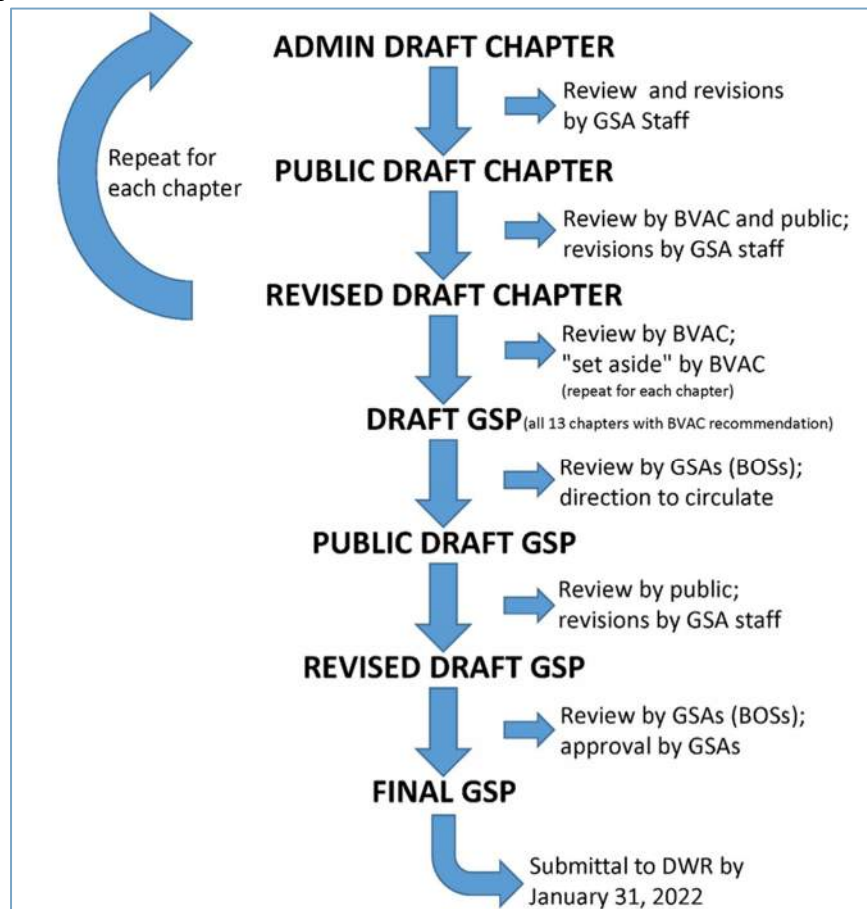 ADMIN DRAFT CHAPTER
Review and revisions
by GSA Staff
Repeat for
each chapter
PUBLIC DRAFT CHAPTER
Review by BVAC and public;
revisions by GSA staff
REVISED DRAFT CHAPTER
Review by BVAC;
"set aside" by BVAC
(repeat for each chapter)
DRAFT GSP (all 13 chapters with BVAC recommendation)
Review by GSAs (BOSs);
direction to circulate
PUBLIC DRAFT GSP
Review by public;
revisions by GSA staff
REVISED DRAFT GSP
Review by GSAs (BOSs);
approval by GSAs
FINAL GSP
Submittal to DWR by
January 31, 2022